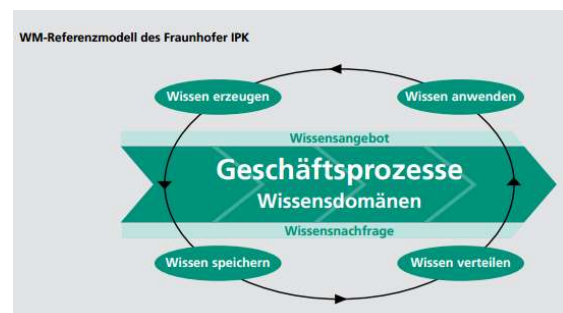 WM-Referenzmodell des Fraunhofer IPK
Wissen erzeugen
Wissen anwenden
Wissensangebot
Geschäftsprozesse
Wissensdomänen
Wissensnachfrage
Wissen speichern
Wissen verteilen